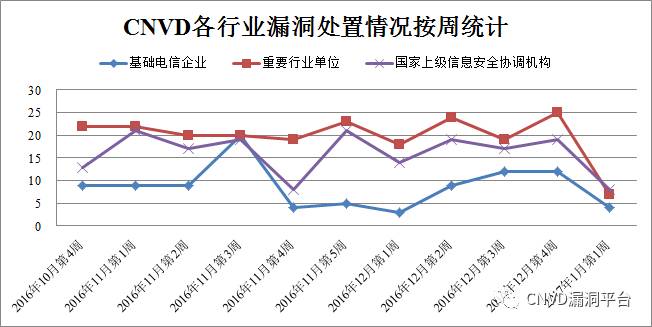 CNVD各行业漏洞处置情况按周统计
基础电信企业 重要行业单位 国家上级信息安全协调机构
30
25
20
15
10
5
0
2016年10月第4周
2016年11月第1周
2016年11月第2周
2016年11月第3周
2016年11月第4周
2016年11月第5周
2016年12月第1周
2016年12月第2周
2016年12月第3周
12月第4周
17年1月第1周
CNVD漏洞平台